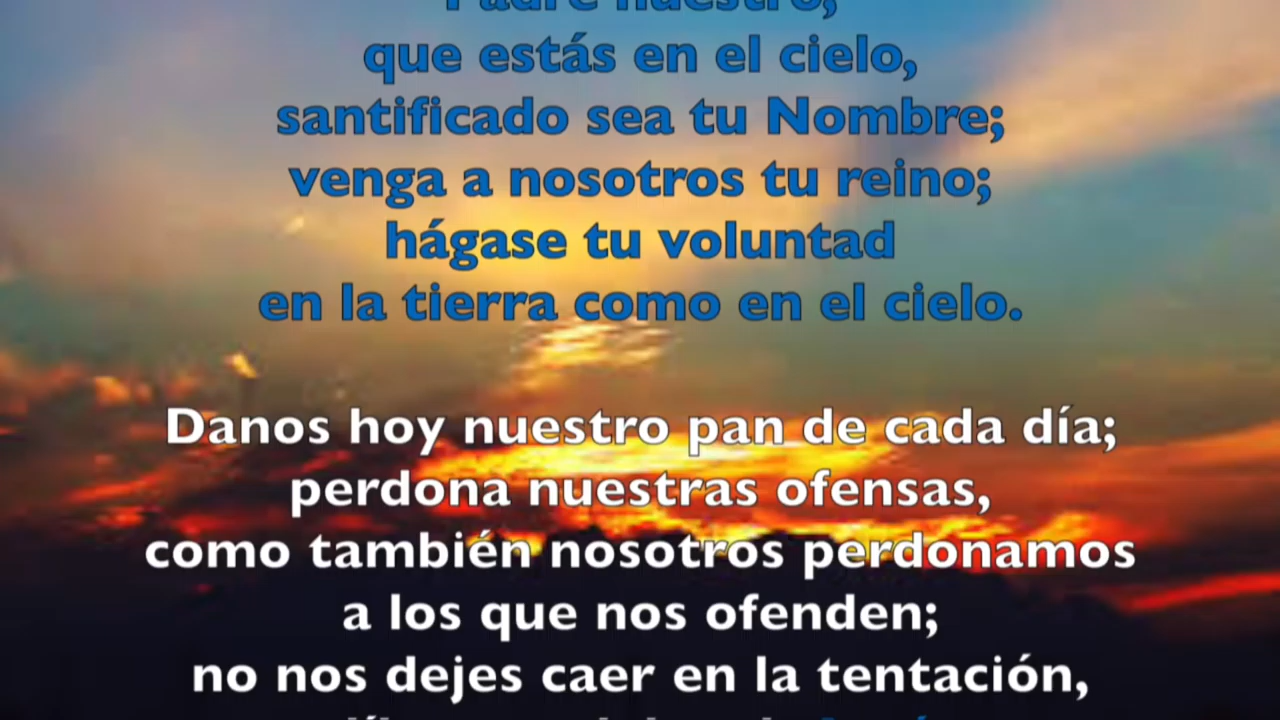 Padre nuestro,
que estás en el cielo,
santificado sea tu Nombre;
venga a nosotros tu reino;
hágase tu voluntad
en la tierra como en el cielo.
Danos hoy nuestro pan de cada día;
perdona nuestras ofensas,
como también nosotros perdonamos
a los que nos ofenden;
no nos dejes caer en la tentación,